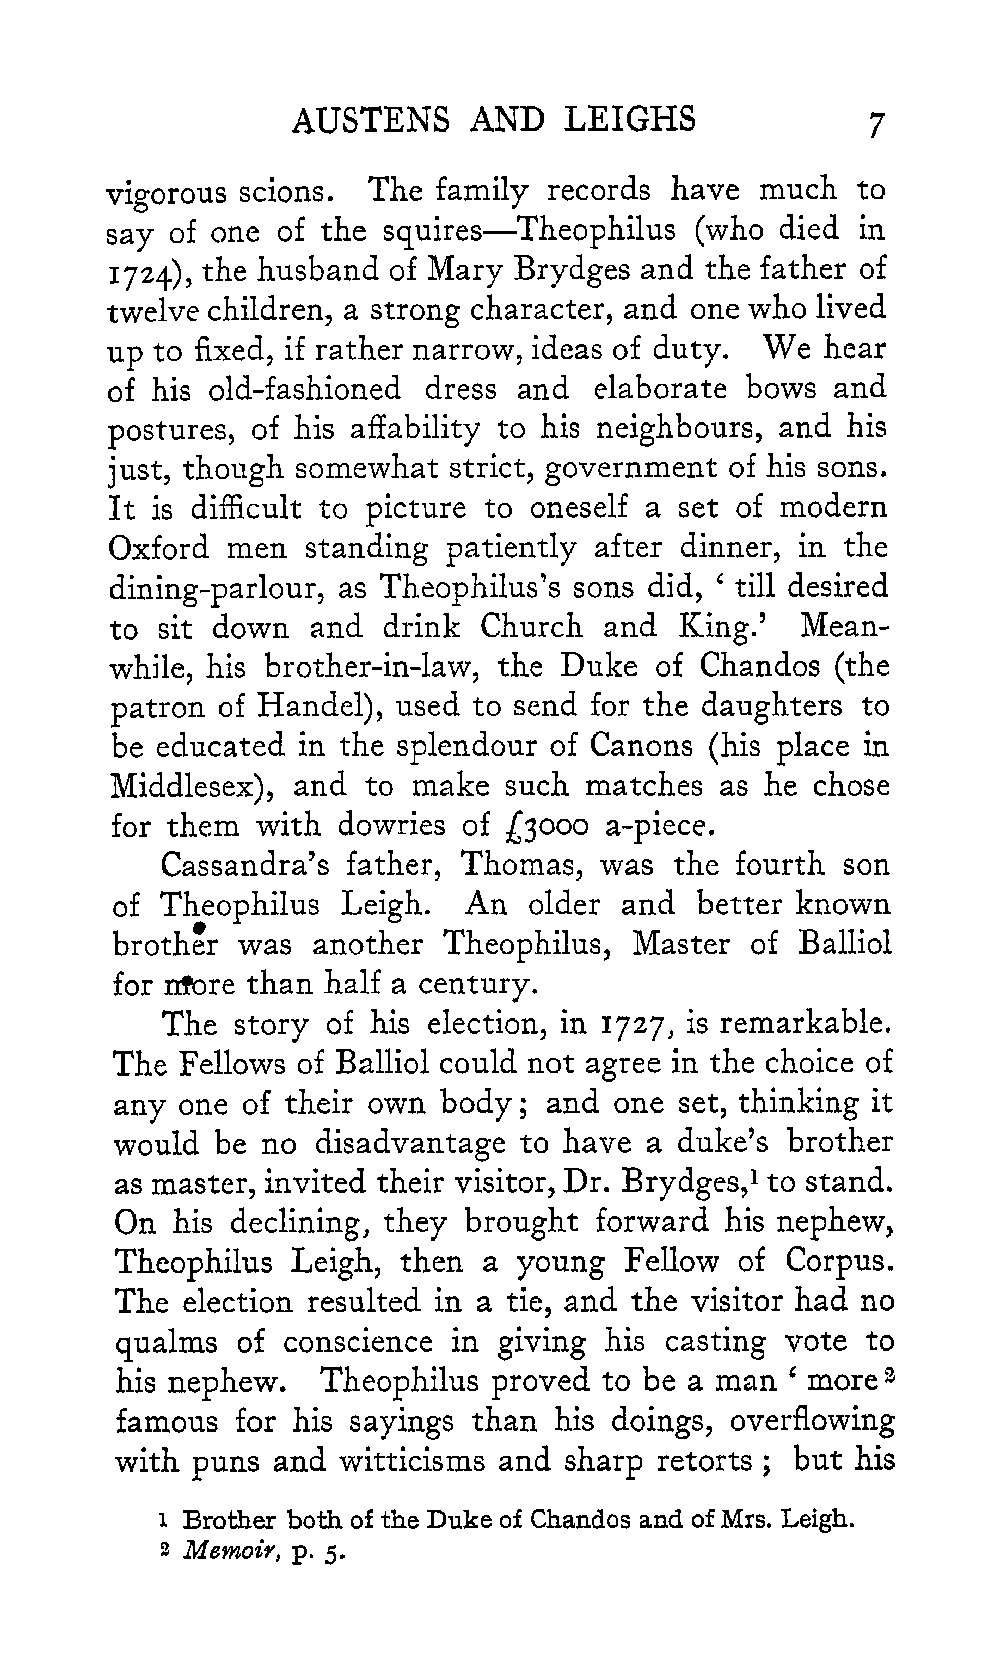 AUSTENS AND LEIGHS 7
vigorous scions. The family records have much to
say of one of the squires—Theophilus (who died in
1724), the husband of Mary Brydges and the father of
twelve children, a strong character, and one who lived
up to fixed, if rather narrow, ideas of duty. We hear
of his old-fashioned dress and elaborate bows and
postures, of his affability to his neighbours, and his
just, though somewhat strict, government of his sons.
It is difficult to picture to oneself a set of modern
Oxford men standing patiently after dinner, in the
dining-parlour, as Theophilus's sons did, ‘ till desired
to sit down and drink Church and King.’ Mean-
while, his brother-in-law, the Duke of Chandos (the
patron of Handel), used to send for the daughters to
be educated in the splendour of Canons (his place in
Middlesex), and to make such matches as he chose
for them with dowries of £3000 a-piece.
Cassandra's father, Thomas, was the fourth son
of Theophilus Leigh. An older and better known
brother was another Theophilus, Master of Balliol
for more than half a century.
The story of his election, in 1727, is remarkable.
The Fellows of Balliol could not agree in the choice of
any one of their own body; and one set, thinking it
would be no disadvantage to have a duke's brother
as master, invited their visitor, Dr. Brydges,¹ to stand.
On his declining, they brought forward his nephew,
Theophilus Leigh, then a young Fellow of Corpus.
The election resulted in a tie, and the visitor had no
qualms of conscience in giving his casting vote to
his nephew. Theophilus proved to be a man ‘ more ²
famous for his sayings than his doings, overflowing
with puns and witticisms and sharp retorts ; but his
1 Brother both of the Duke of Chandos and of Mrs. Leigh.
2 Memoir, p. 5.